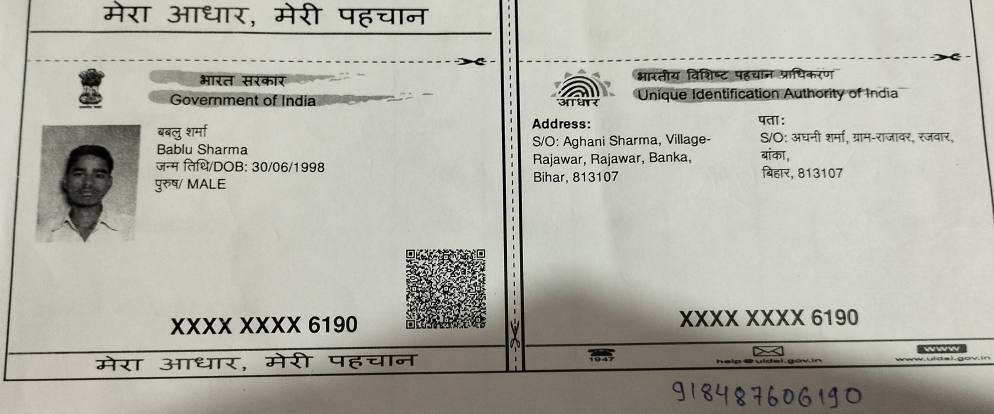 मेरा आधार, मेरी पहचान
भारत सरकार
Government of India
बबलु शर्मा
Bablu Sharma
जन्म तिथि/DOB: 30/06/1998
पुरुष/ MALE
XXXX XXXX 6190
मेरा आधार, मेरी पहचान
आधार
भारतीय विशिष्ट पहचान प्राधिकरण
Unique Identification Authority of India
Address:
S/O: Aghani Sharma, Village-
Rajawar, Rajawar, Banka,
Bihar, 813107
पता:
S/O: अघनी शर्मा, ग्राम-राजावर, रजवार,
बांका,
बिहार, 813107
XXXX XXXX 6190
1947
help@uidai.gov.in
WWW
www.uidai.gov.in
918487606190